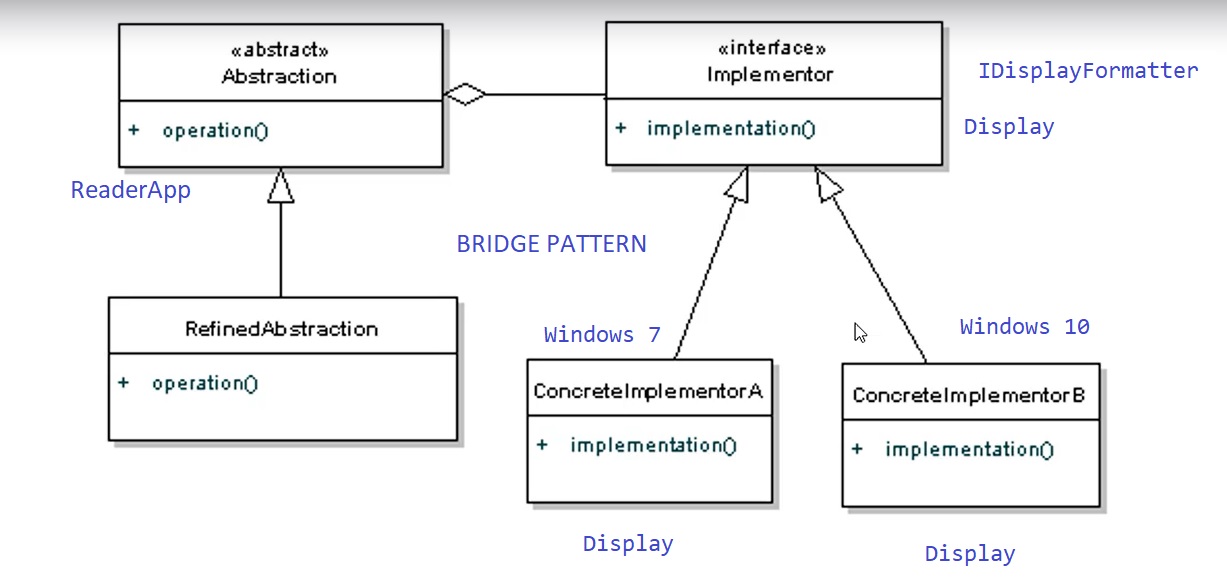 «abstract»
Abstraction
+ operation()
ReaderApp
«interface»
Implementor
+ implementation()
IDisplayFormatter
Display
BRIDGE PATTERN
RefinedAbstraction
+ operation()
Windows 7
ConcreteImplementorA
+ implementation()
Display
Windows 10
ConcreteImplementorB
+ implementation()
Display